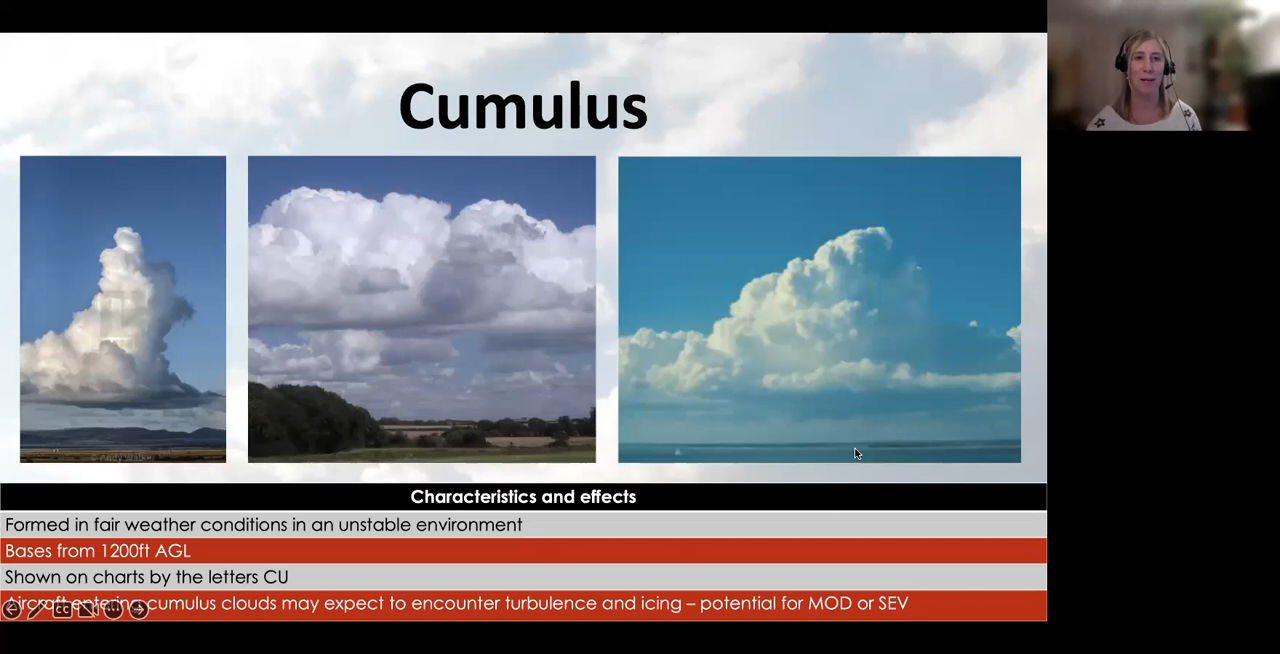 Cumulus
Characteristics and effects
Formed in fair weather conditions in an unstable environment
Bases from 1200ft AGL
Shown on charts by the letters CU
Aircraft entering cumulus clouds may expect to encounter turbulence and icing – potential for MOD or SEV
CC